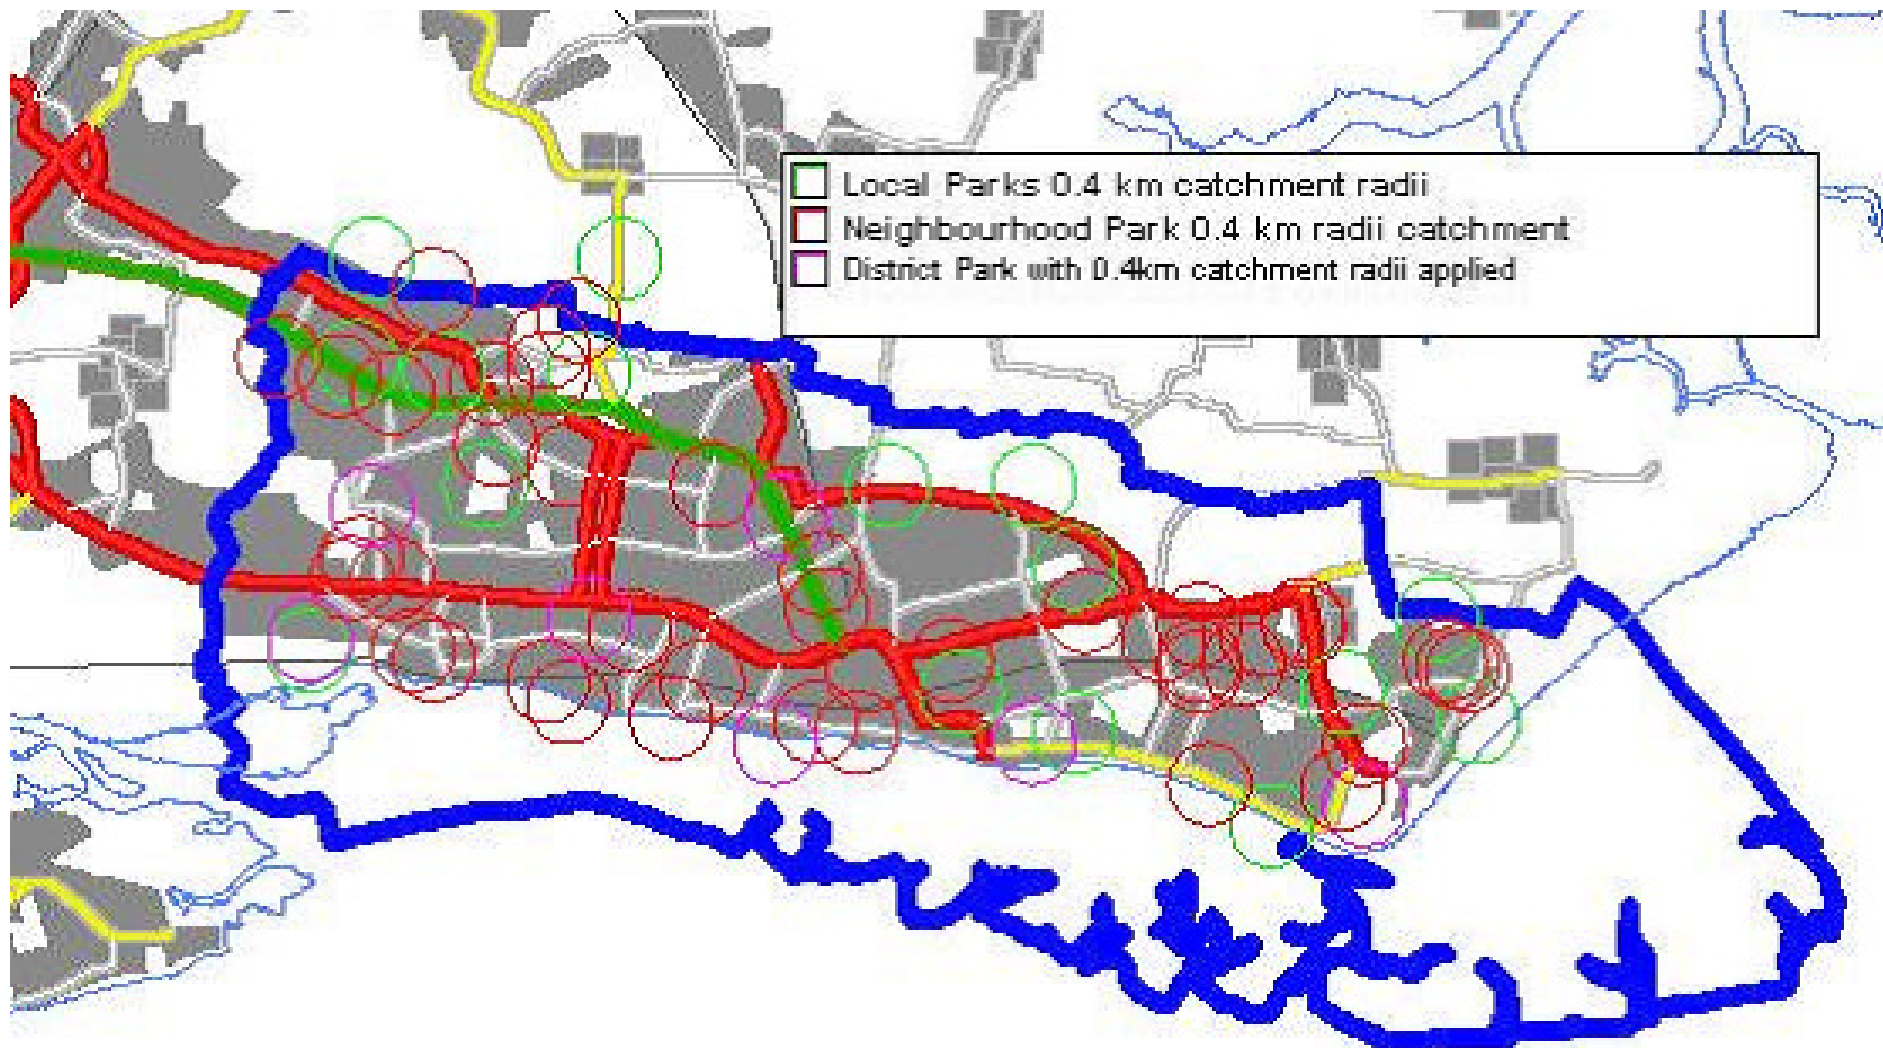 Local Parks 0.4 km catchment radii
Neighbourhood Park 0.4 km radii catchment
District Park with 0.4km catchment radii applied